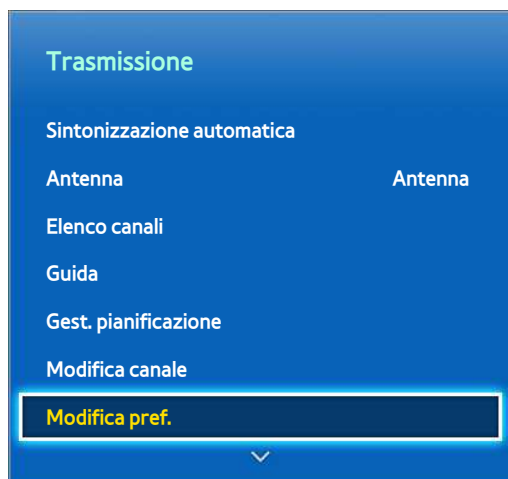 Trasmissione
Sintonizzazione automatica
Antenna Antenna
Elenco canali
Guida
Gest. pianificazione
Modifica canale
Modifica pref.